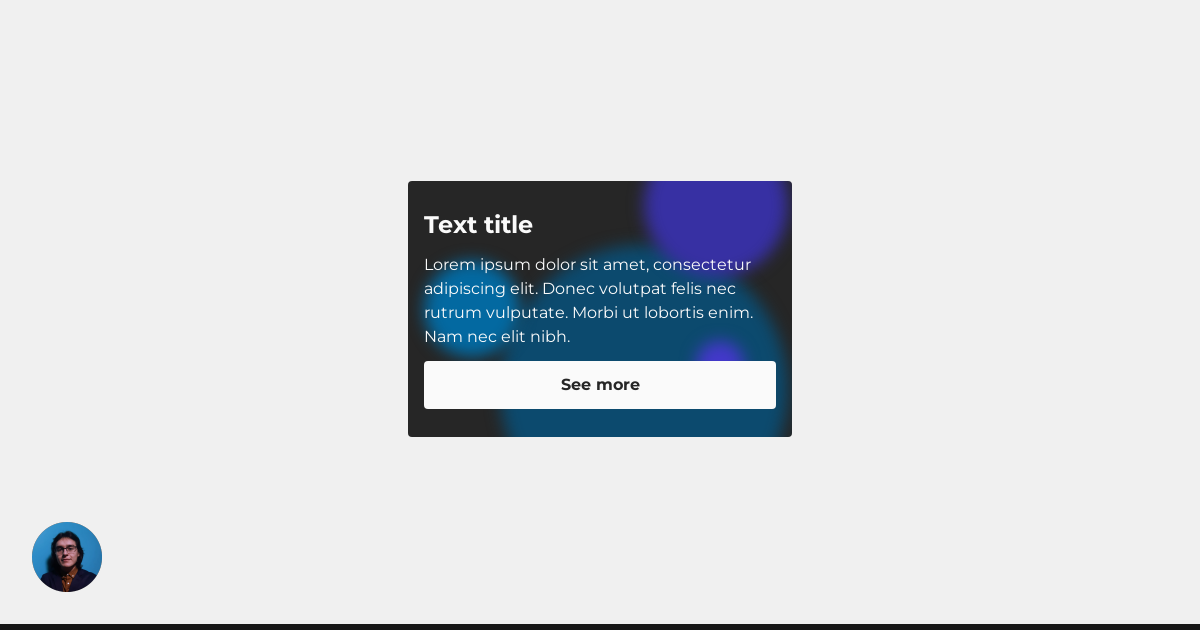 Text title
Lorem ipsum dolor sit amet, consectetur
adipiscing elit. Donec volutpat felis nec
rutrum vulputate. Morbi ut lobortis enim.
Nam nec elit nibh.
See more